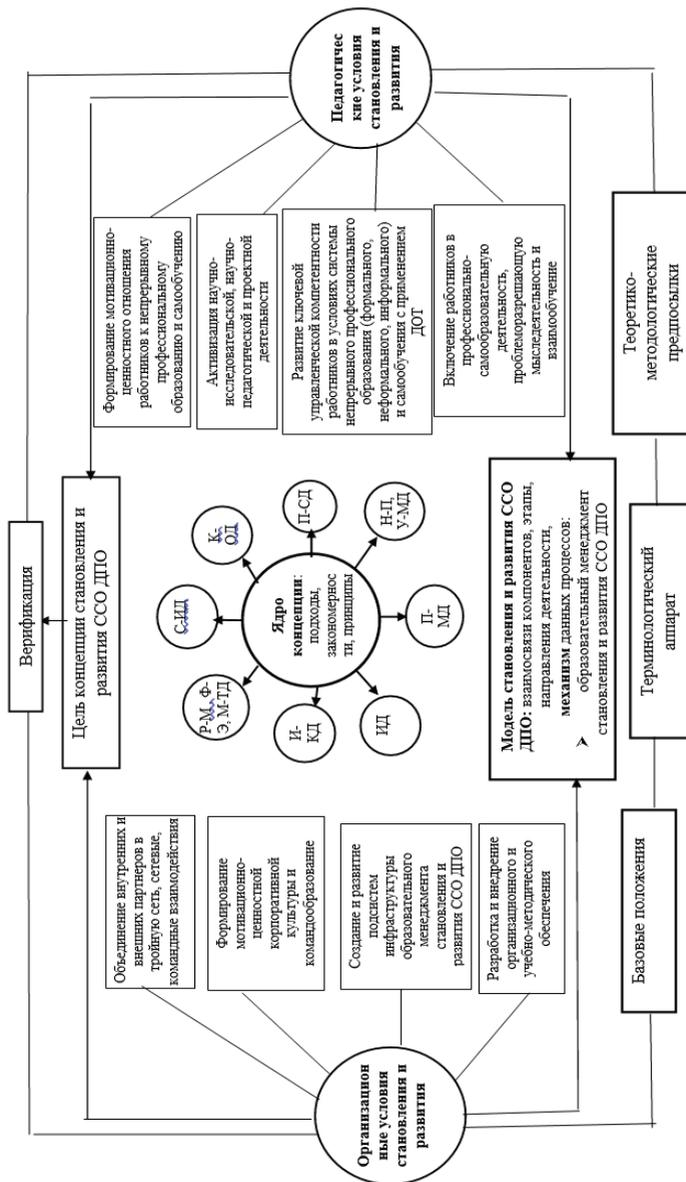 Верификация
Цель концепции становления и
развития ССО ДПО
Объединение внутренних и
внешних партнеров в
тройную сеть, сетевые,
командные взаимодействия
Формирование
мотивационно-
ценностной
корпоративной
культуры и
командообразование
Создание и развитие
подсистем
инфраструктуры
образовательного
менеджмента
становления и
развития ССО ДПО
Разработка и внедрение
организационного и
учебно-методического
обеспечения
Организацион
ные условия
становления и
развития
Р-М, Ф-
Э, М-ТД
С-ИД
К-
ОД
П-СД
Н-П,
У-МД
П-
МД
ИД
И-
КД
Ядро
концепции:
подходы,
закономернос
ти, принципы
Формирование мотивационно-
ценностного отношения
работников к непрерывному
профессиональному
образованию и самообучению
Активизация научно-
исследовательской, научно-
педагогической и проектной
деятельности
Развитие ключевой
управленческой компетентности
работников в условиях системы
непрерывного профессионального
образования (формального,
неформального, информального)
и самообучения с применением
ДОТ
Включение работников в
профессионально-
самообразовательную
деятельность,
проблеморазрешающую
мыследеятельность и
взаимообучение
Педагогичес
кие условия
становления и
развития
Модель становления и развития ССО
ДПО: взаимосвязи компонентов, этапы,
направления деятельности,
механизм данных процессов:
➢ образовательный менеджмент
становления и развития ССО ДПО
Базовые положения
Терминологический
аппарат
Теоретико-
методологические
предпосылки